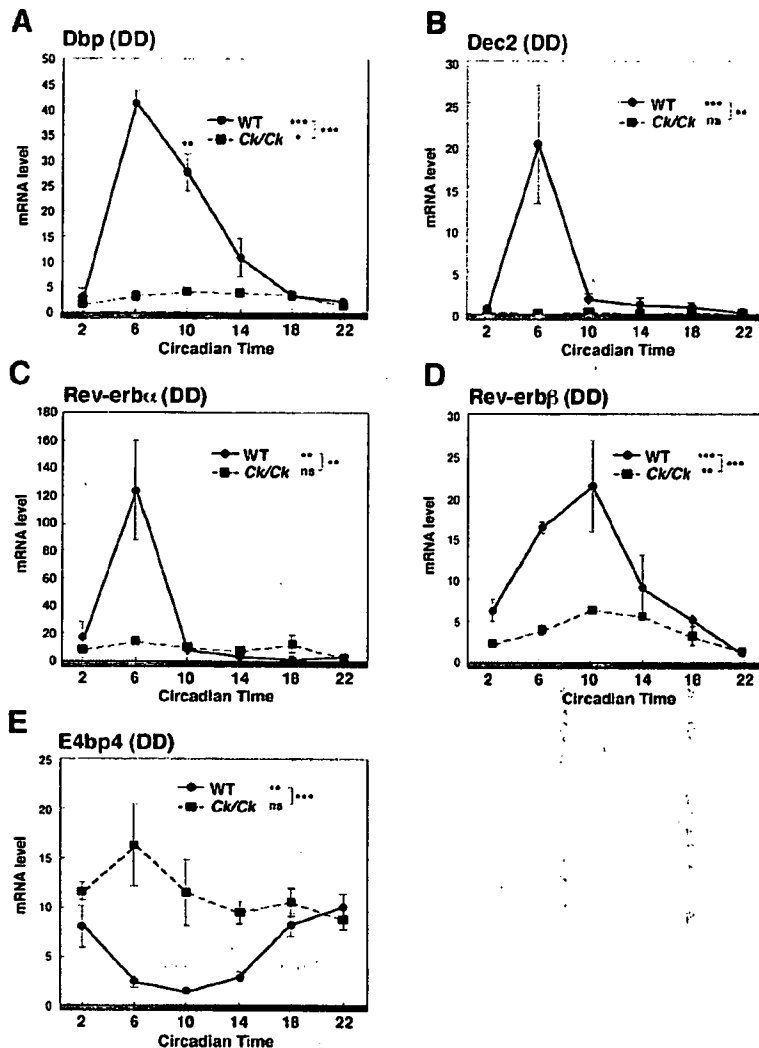 A
Dbp (DD)
mRNA level
50
45
40
35
30
25
20
15
10
5
0
WT ***
Ck/Ck * ***
**
2 6 10 14 18 22
Circadian Time
B
Dec2 (DD)
mRNA level
30
25
20
15
10
5
0
WT ***
Ck/Ck ns **
2 6 10 14 18 22
Circadian Time
C
Rev-erbα (DD)
mRNA level
180
160
140
120
100
80
60
40
20
0
WT **
Ck/Ck ns **
2 6 10 14 18 22
Circadian Time
D
Rev-erbβ (DD)
mRNA level
30
25
20
15
10
5
0
WT ***
Ck/Ck ** ***
2 6 10 14 18 22
Circadian Time
E
E4bp4 (DD)
mRNA level
25
20
15
10
5
0
WT **
Ck/Ck ns ***
2 6 10 14 18 22
Circadian Time